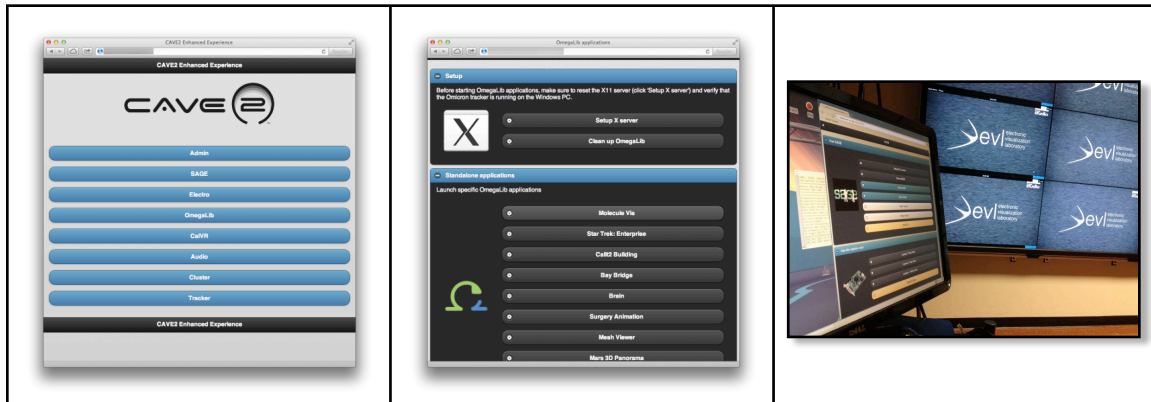 CAVE2 Enhanced Experience
CAVE2 Enhanced Experience
CAVE 2
Admin
SAGE
Electro
OmegaLib
CalVR
Audio
Cluster
Tracker
CAVE2 Enhanced Experience
OmegaLib applications
Setup
Before starting OmegaLib applications, make sure to reset the X11 server (click 'Setup X server') and verify that
the Omicron tracker is running on the Windows PC.
Setup X server
Clean up OmegaLib
Standalone applications
Launch specific OmegaLib applications
Molecule Vis
Star Trek: Enterprise
Calit2 Building
Bay Bridge
Brain
Surgery Animation
Mesh Viewer
Mars 3D Panorama
SAGE
DELL
evl electronic
visualization
laboratory
evl electronic
visualization
laboratory
evl electronic
visualization
laboratory
evl electronic
visualization
laboratory